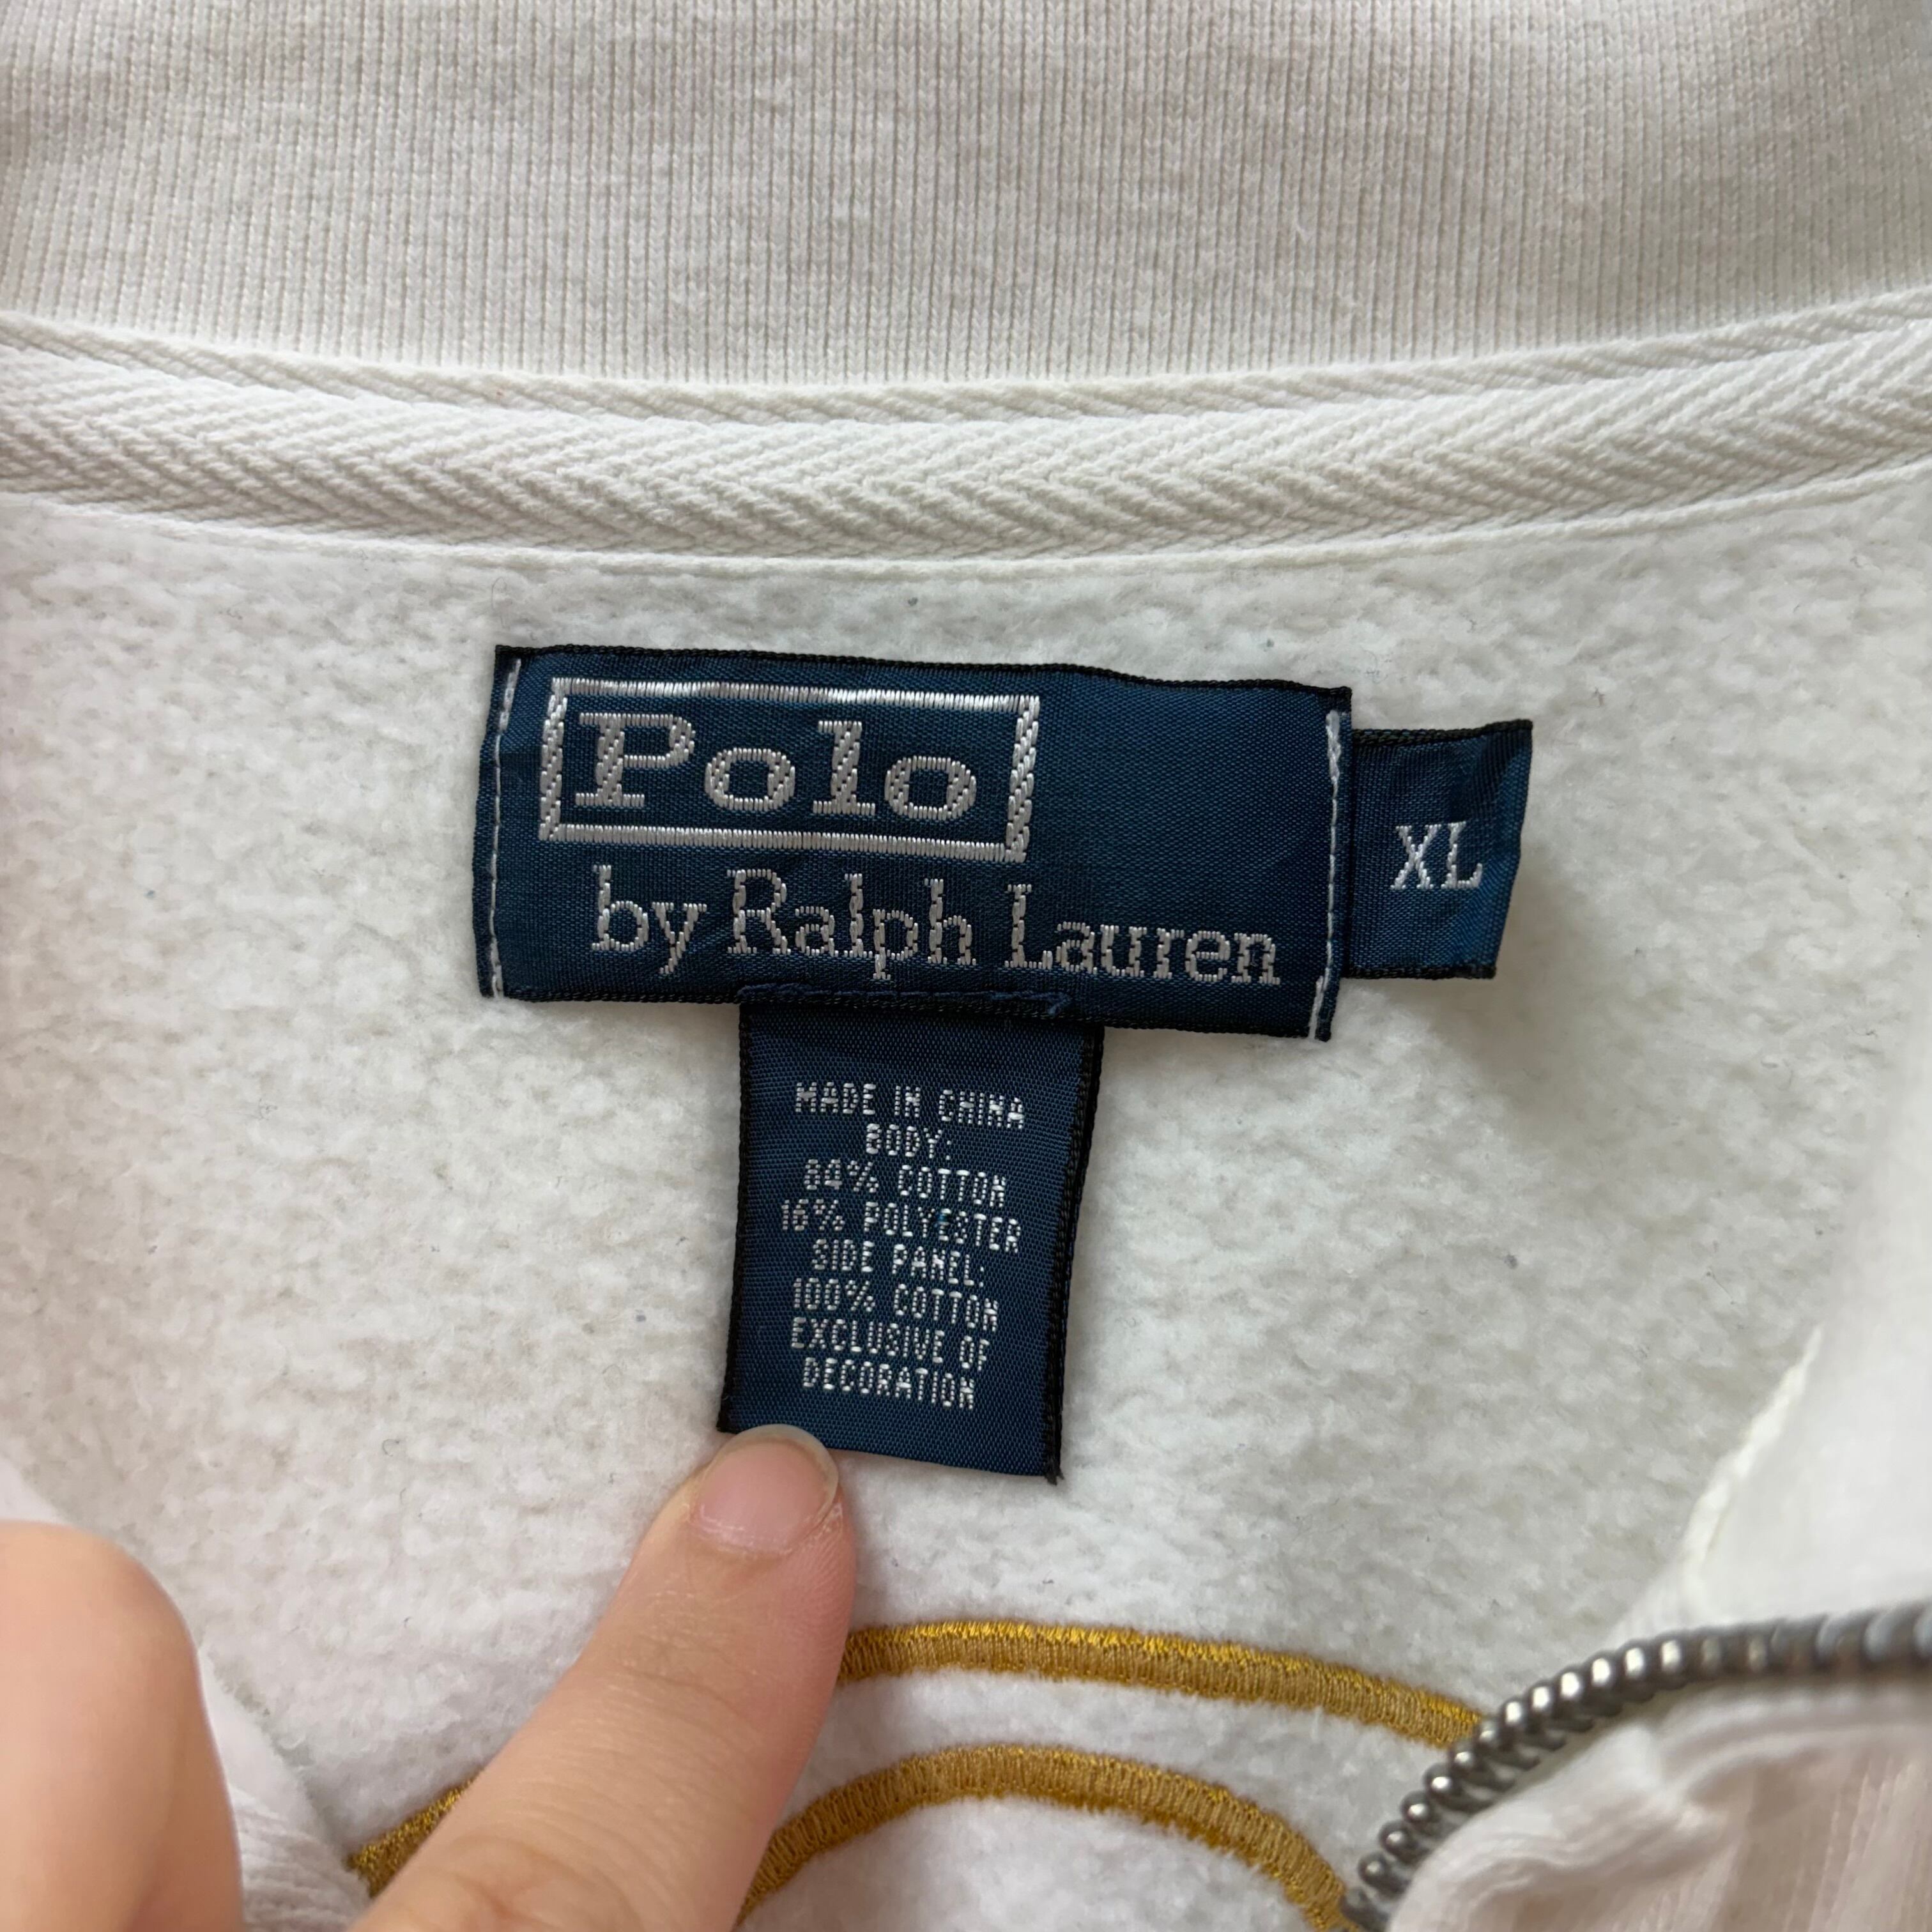 Polo
by Ralph Lauren
XL
MADE IN CHINA
BODY:
84% COTTON
16% POLYESTER
SIDE PANEL:
100% COTTON
EXCLUSIVE OF
DECORATION